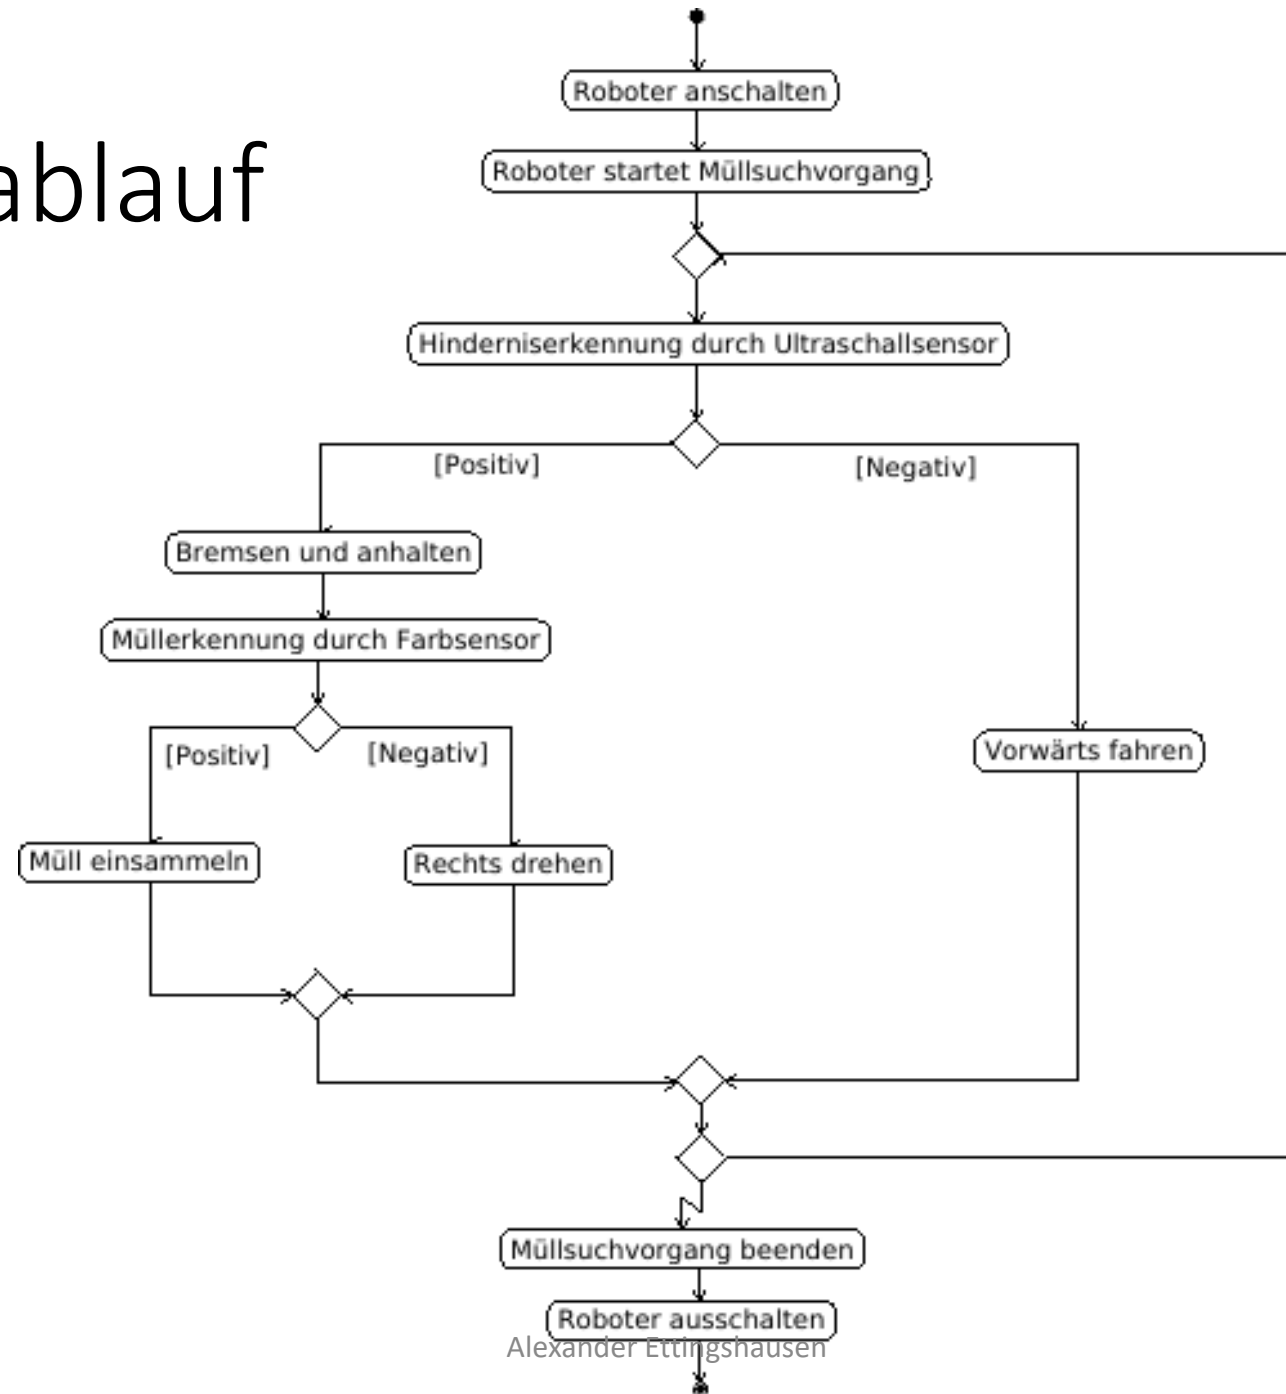 ablauf
Roboter anschalten
Roboter startet Müllsuchvorgang
Hinderniserkennung durch Ultraschallsensor
[Positiv]
[Negativ]
Bremsen und anhalten
Müllerkennung durch Farbsensor
[Positiv]
[Negativ]
Vorwärts fahren
Müll einsammeln
Rechts drehen
Müllsuchvorgang beenden
Roboter ausschalten
Alexander Ettingshausen